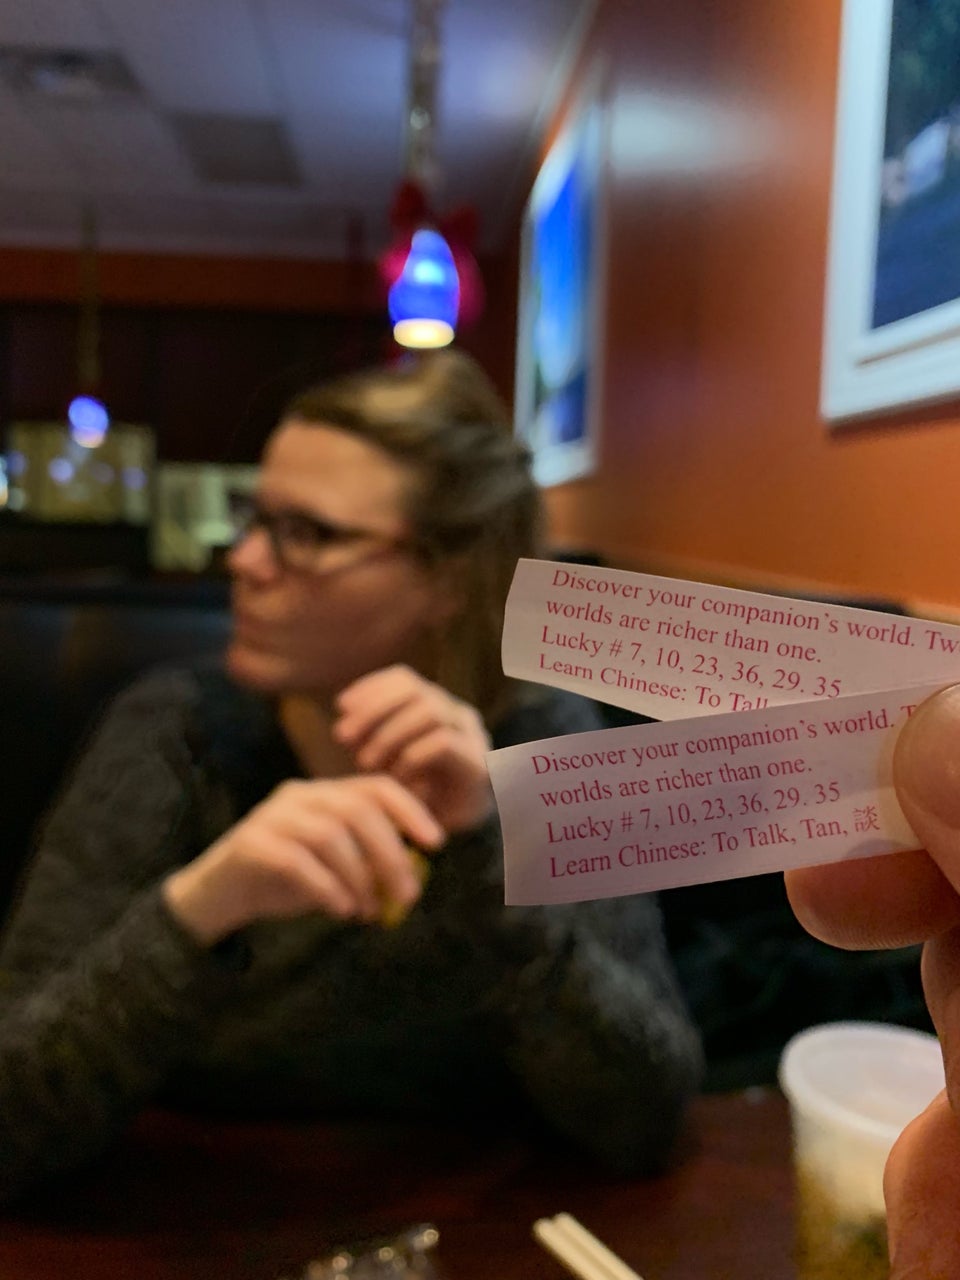 Discover your companion's world. Tw
worlds are richer than one.
Lucky # 7, 10, 23, 36, 29. 35
Learn Chinese: To Talk
Discover your companion's world. T
worlds are richer than one.
Lucky # 7, 10, 23, 36, 29. 35
Learn Chinese: To Talk, Tan, 談